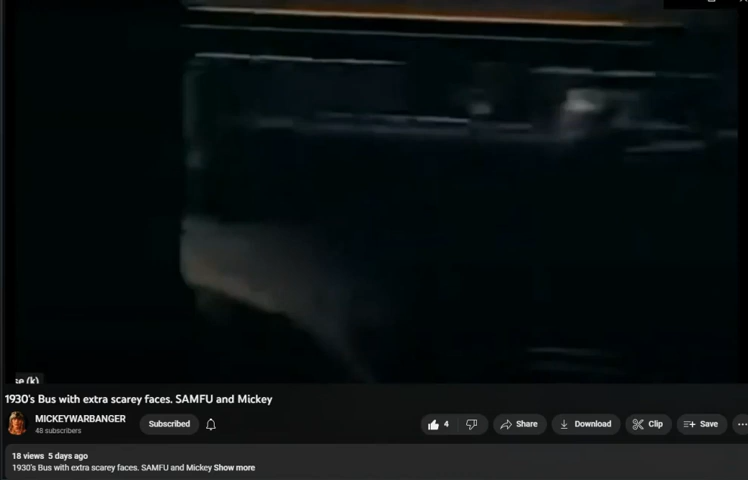 se (k)
1930's Bus with extra scarey faces. SAMFU and Mickey
MICKEYWARBANGER
48 subscribers
Subscribed
4
Share
Download
Clip
Save
18 views 5 days ago
1930's Bus with extra scarey faces. SAMFU and Mickey Show more